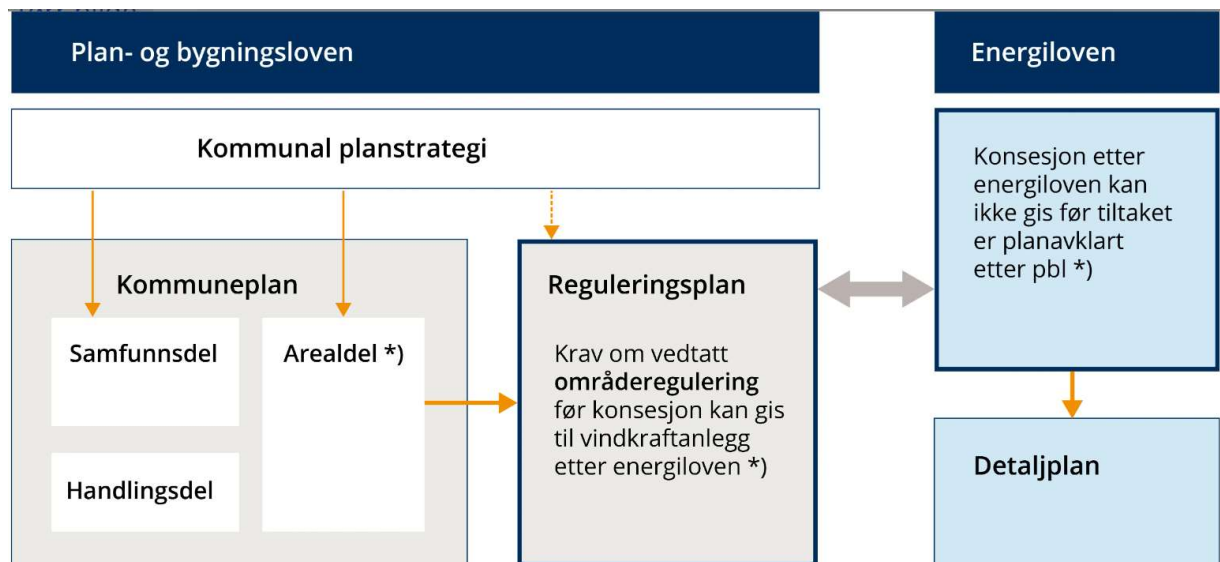 Plan- og bygningsloven
Energiloven
Kommunal planstrategi
Kommuneplan
Samfunnsdel
Handlingsdel
Arealdel *)
Reguleringsplan
Krav om vedtatt
områderegulering
før konsesjon kan gis
til vindkraftanlegg
etter energiloven *)
Konsesjon etter
energiloven kan
ikke gis før tiltaket
er planavklart
etter pbl *)
Detaljplan